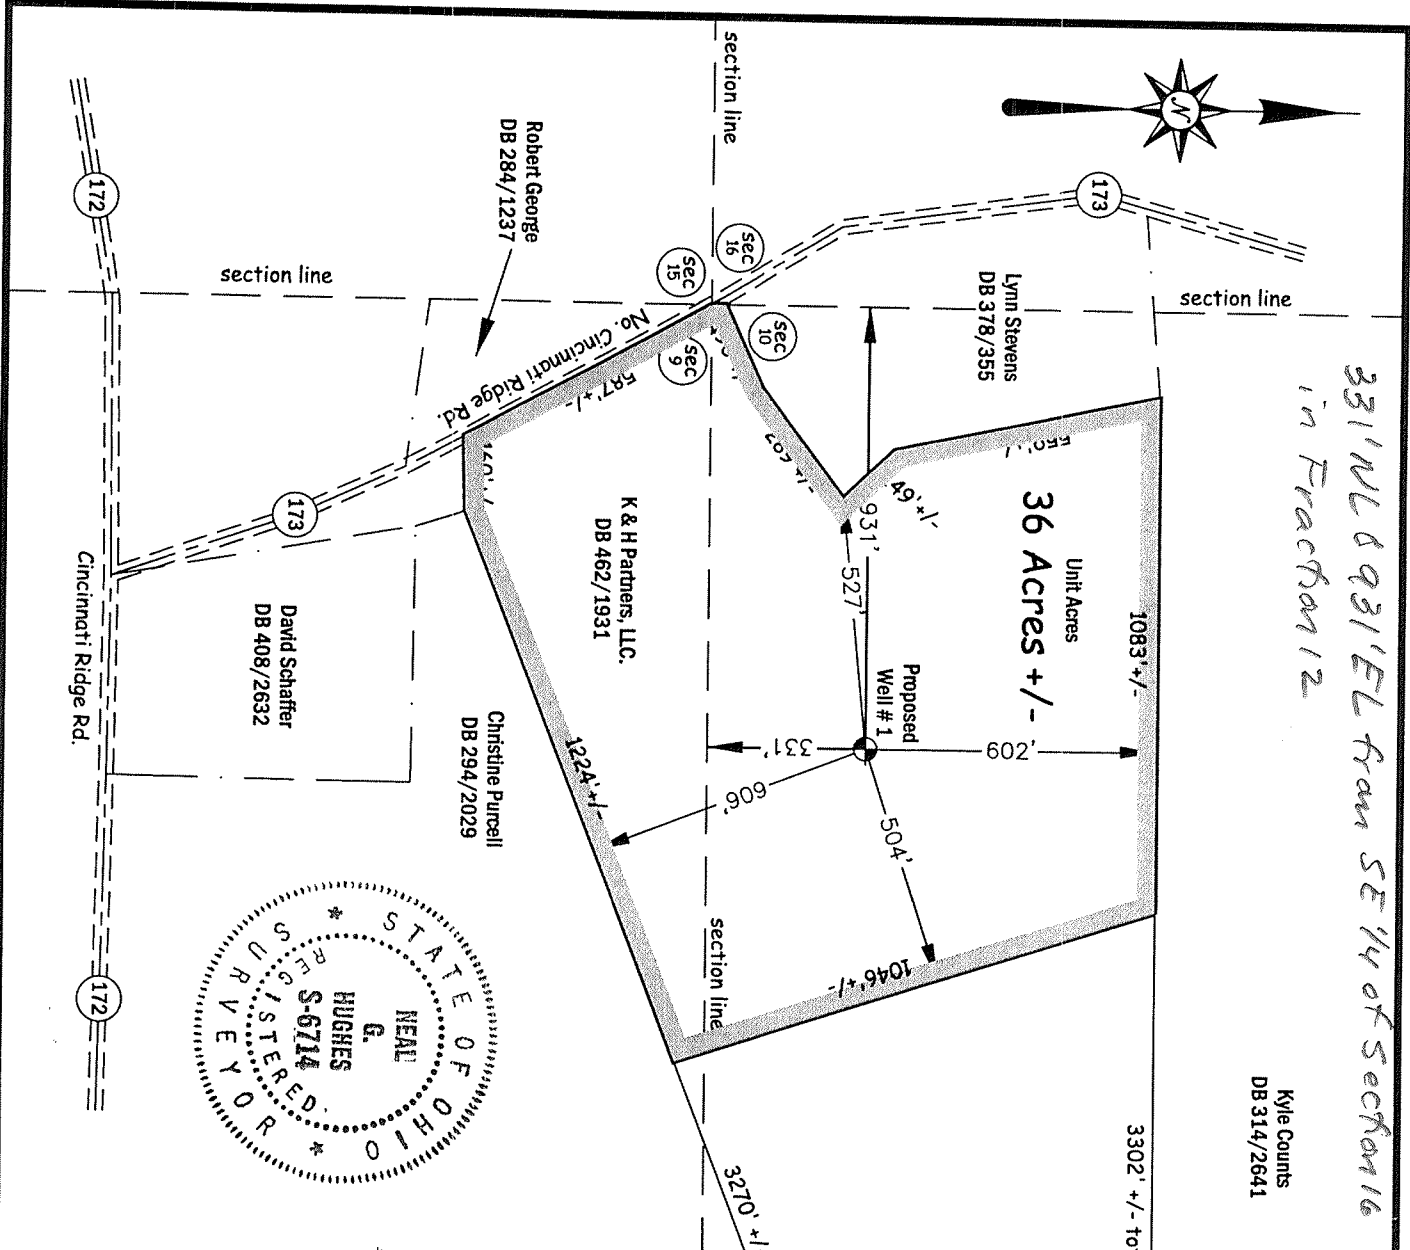 331' NL & 931' EL from SE 1/4 of Section 16
in Fraction 12
N
section line
section line
section line
section line
173
173
172
172
sec 16
sec 15
sec 10
sec 9
Robert George
DB 284/1237
Lynn Stevens
DB 378/355
Kyle Counts
DB 314/2641
Unit Acres
36 Acres +/-
Proposed
Well # 1
K & H Partners, LLC.
DB 462/1931
Christine Purcell
DB 294/2029
David Schaffer
DB 408/2632
No. Cincinnati Ridge Rd.
Cincinnati Ridge Rd.
1083'+/-
49' +/-
931'
527'
602'
331'
606'
504'
587'+/-
1224'+/-
1046'+/-
3302' +/- to
3270' +/
STATE OF OHIO
REGISTERED
SURVEYOR
NEAL
G.
HUGHES
S-6714